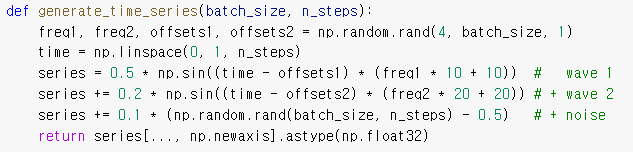 def generate_time_series(batch_size, n_steps):
    freq1, freq2, offsets1, offsets2 = np.random.rand(4, batch_size, 1)
    time = np.linspace(0, 1, n_steps)
    series = 0.5 * np.sin((time - offsets1) * (freq1 * 10 + 10))  #   wave 1
    series += 0.2 * np.sin((time - offsets2) * (freq2 * 20 + 20)) # + wave 2
    series += 0.1 * (np.random.rand(batch_size, n_steps) - 0.5)   # + noise
    return series[..., np.newaxis].astype(np.float32)